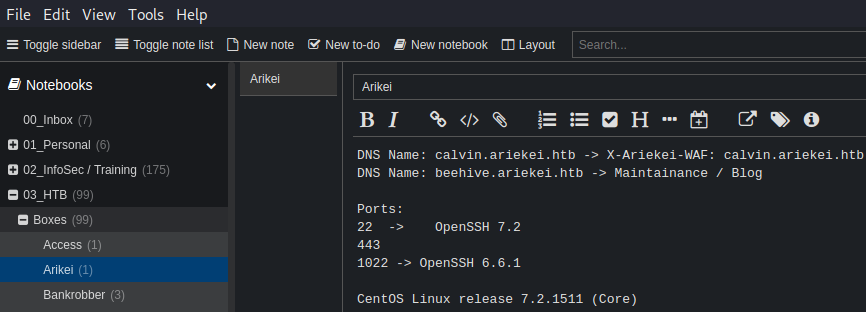 File Edit View Tools Help
Toggle sidebar Toggle note list New note New to-do New notebook Layout Search...
Notebooks
00_Inbox (7)
01_Personal (6)
02_InfoSec / Training (175)
03_HTB (99)
Boxes (99)
Access (1)
Arikei (1)
Bankrobber (3)
Arikei
Arikei
B I H
DNS Name: calvin.ariekei.htb -> X-Ariekei-WAF: calvin.ariekei.htb
DNS Name: beehive.ariekei.htb -> Maintainance / Blog
Ports:
22 -> OpenSSH 7.2
443
1022 -> OpenSSH 6.6.1
CentOS Linux release 7.2.1511 (Core)